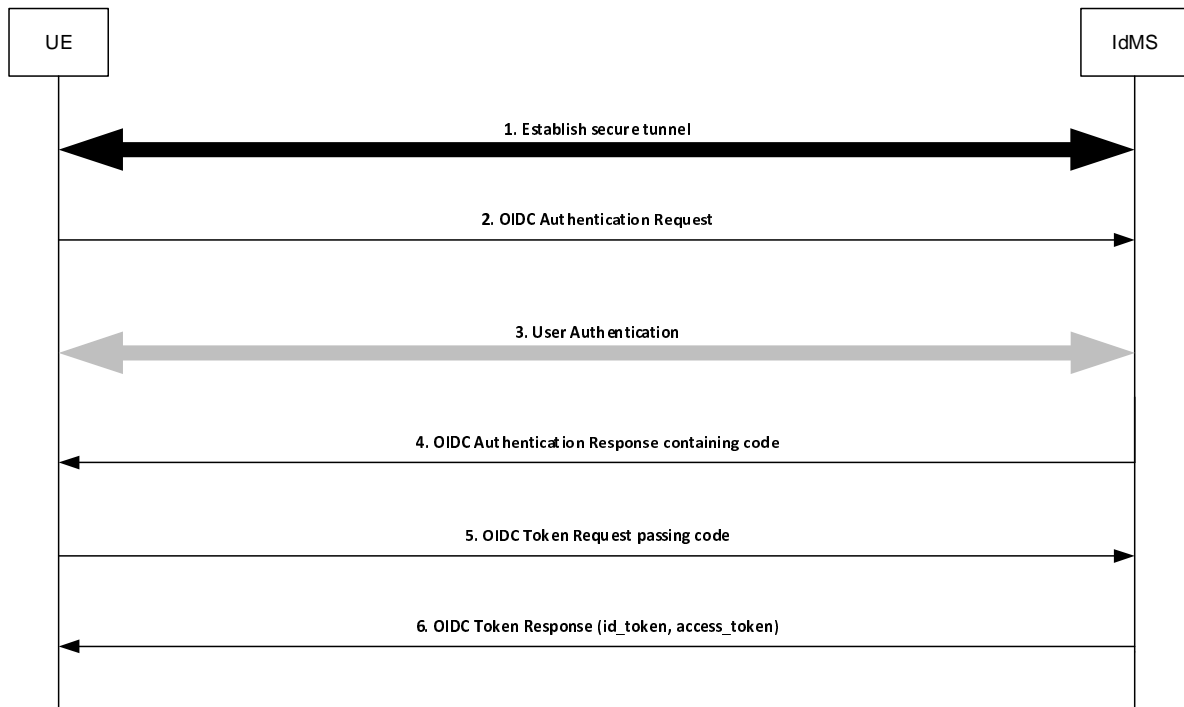 UE
IdMS
1. Establish secure tunnel
2. OIDC Authentication Request
3. User Authentication
4. OIDC Authentication Response containing code
5. OIDC Token Request passing code
6. OIDC Token Response (id_token, access_token)